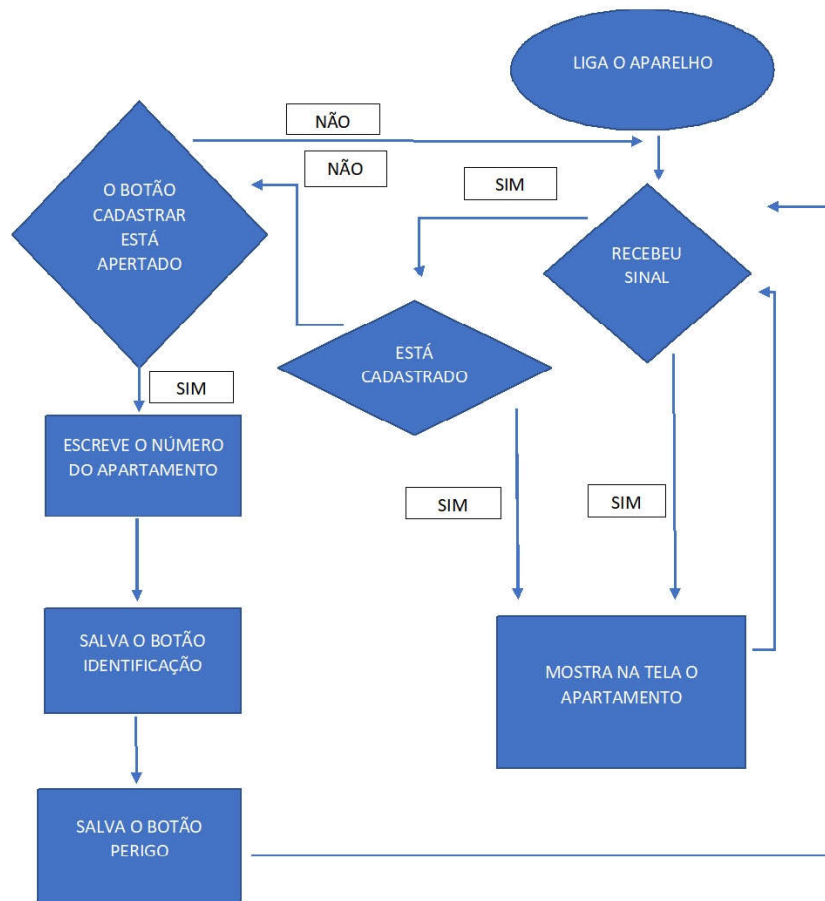 LIGA O APARELHO
NÃO
NÃO
SIM
O BOTÃO
CADASTRAR
ESTÁ
APERTADO
RECEBEU
SINAL
ESTÁ
CADASTRADO
SIM
ESCREVE O NÚMERO
DO APARTAMENTO
SIM
SIM
SALVA O BOTÃO
IDENTIFICAÇÃO
MOSTRA NA TELA O
APARTAMENTO
SALVA O BOTÃO
PERIGO